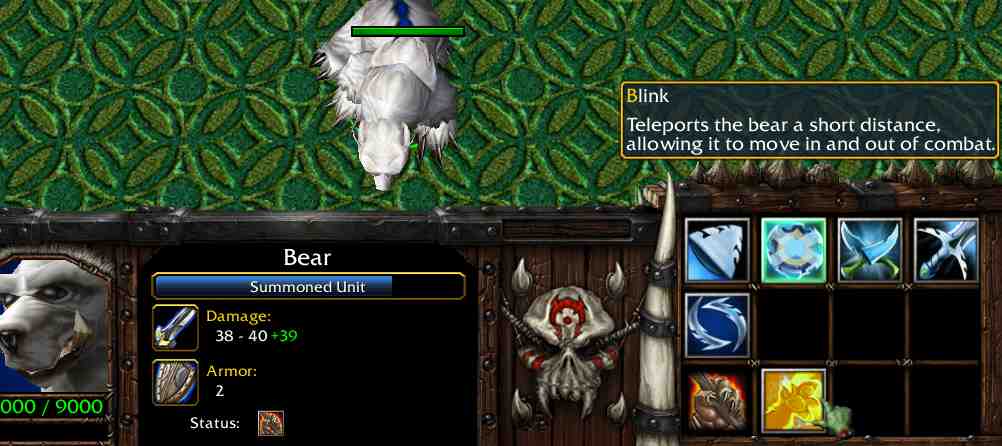 Blink
Teleports the bear a short distance,
allowing it to move in and out of combat.
Bear
Summoned Unit
Damage:
38 - 40 +39
Armor:
2
000 / 9000
Status: